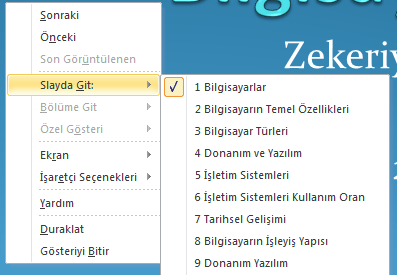 Bilgisa
Zekeriy
Sonraki
Önceki
Son Görüntülenen
Slayda Git:
Bölüme Git
Özel Gösteri
Ekran
İşaretçi Seçenekleri
Yardım
Duraklat
Gösteriyi Bitir
1 Bilgisayarlar
2 Bilgisayarın Temel Özellikleri
3 Bilgisayar Türleri
4 Donanım ve Yazılım
5 İşletim Sistemleri
6 İşletim Sistemleri Kullanım Oran
7 Tarihsel Gelişimi
8 Bilgisayarın İşleyiş Yapısı
9 Donanım Yazılım